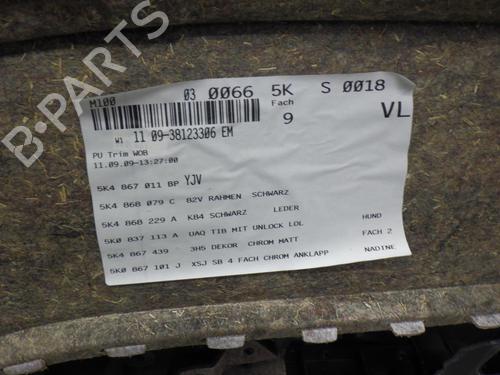 B-PARTS
M100 03 0066 5K S 0018
Fach
9 VL
W1 11 09-38123306 EM
PU Trim WOB
11.09.09-13:27:00
5K4 867 011 BP YJV
5K4 868 079 C 82V RAHMEN SCHWARZ
5K4 868 229 A K84 SCHWARZ LEDER
5K0 837 113 A UAQ TIB MIT UNLOCK LDL HUND
5K4 867 439 3H5 DEKOR CHROM MATT FACH 2
5K0 867 101 J XSJ SB 4 FACH CHROM ANKLAPP NADINE